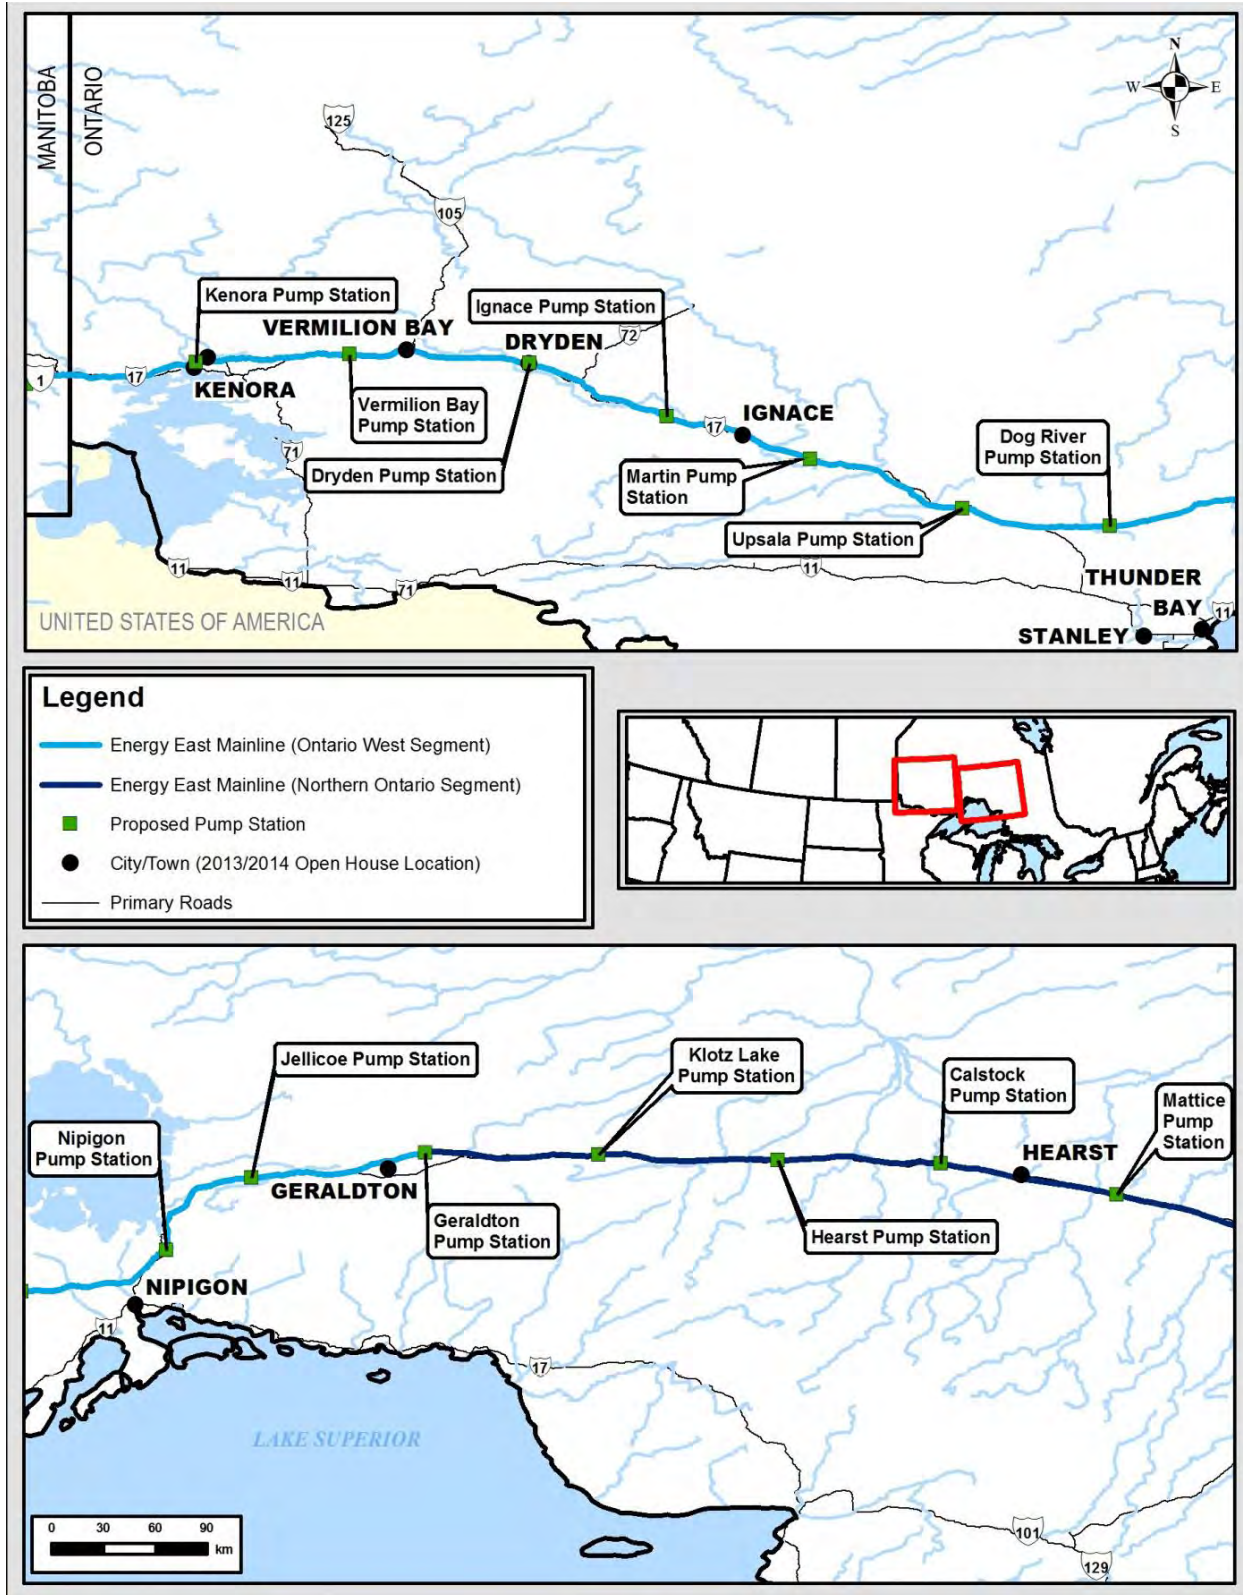 MANITOBA
ONTARIO
N
W
E
S
125
105
Kenora Pump Station
Ignace Pump Station
VERMILION BAY
DRYDEN
72
1
17
KENORA
Vermilion Bay
Pump Station
17
IGNACE
Dog River
Pump Station
71
Dryden Pump Station
Martin Pump
Station
Upsala Pump Station
11
11
71
11
THUNDER
BAY
11
UNITED STATES OF AMERICA
STANLEY
Legend
Energy East Mainline (Ontario West Segment)
Energy East Mainline (Northern Ontario Segment)
Proposed Pump Station
City/Town (2013/2014 Open House Location)
Primary Roads
Jellicoe Pump Station
Klotz Lake
Pump Station
Calstock
Pump Station
Mattice
Pump
Station
Nipigon
Pump Station
HEARST
GERALDTON
Geraldton
Pump Station
Hearst Pump Station
NIPIGON
11
17
LAKE SUPERIOR
0 30 60 90
km
101
129